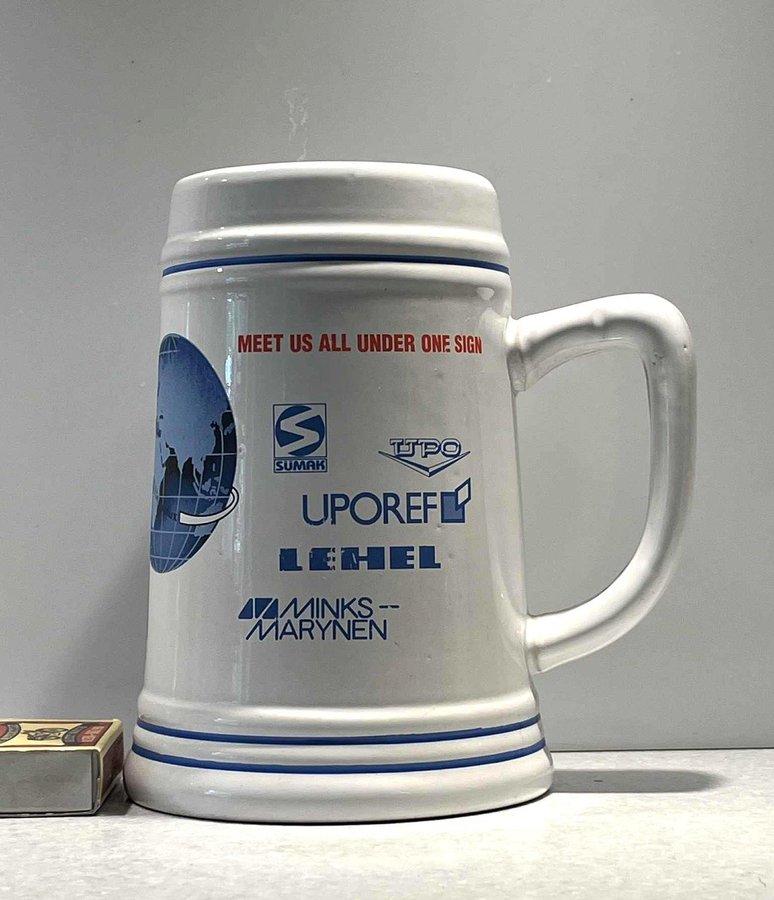 MEET US ALL UNDER ONE SIGN
SUMAK
UPO
UPOREF
LEHEL
MINKS--
MARYNEN